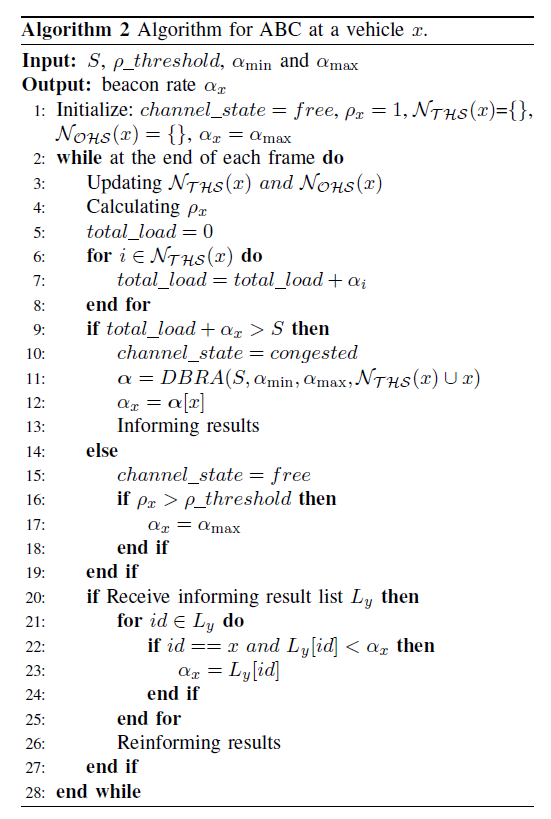 Algorithm 2 Algorithm for ABC at a vehicle x.
Input: S, ρ_threshold, α_min and α_max
Output: beacon rate α_x
1: Initialize: channel_state = free, ρ_x = 1, 𝒩_𝒯ℋ𝒮(x)={},
𝒩_𝒪ℋ𝒮(x) = {}, α_x = α_max
2: while at the end of each frame do
3: Updating 𝒩_𝒯ℋ𝒮(x) and 𝒩_𝒪ℋ𝒮(x)
4: Calculating ρ_x
5: total_load = 0
6: for i ∈ 𝒩_𝒯ℋ𝒮(x) do
7: total_load = total_load + α_i
8: end for
9: if total_load + α_x > S then
10: channel_state = congested
11: α = DBRA(S, α_min, α_max, 𝒩_𝒯ℋ𝒮(x) ∪ x)
12: α_x = α[x]
13: Informing results
14: else
15: channel_state = free
16: if ρ_x > ρ_threshold then
17: α_x = α_max
18: end if
19: end if
20: if Receive informing result list L_y then
21: for id ∈ L_y do
22: if id == x and L_y[id] < α_x then
23: α_x = L_y[id]
24: end if
25: end for
26: Reinforming results
27: end if
28: end while